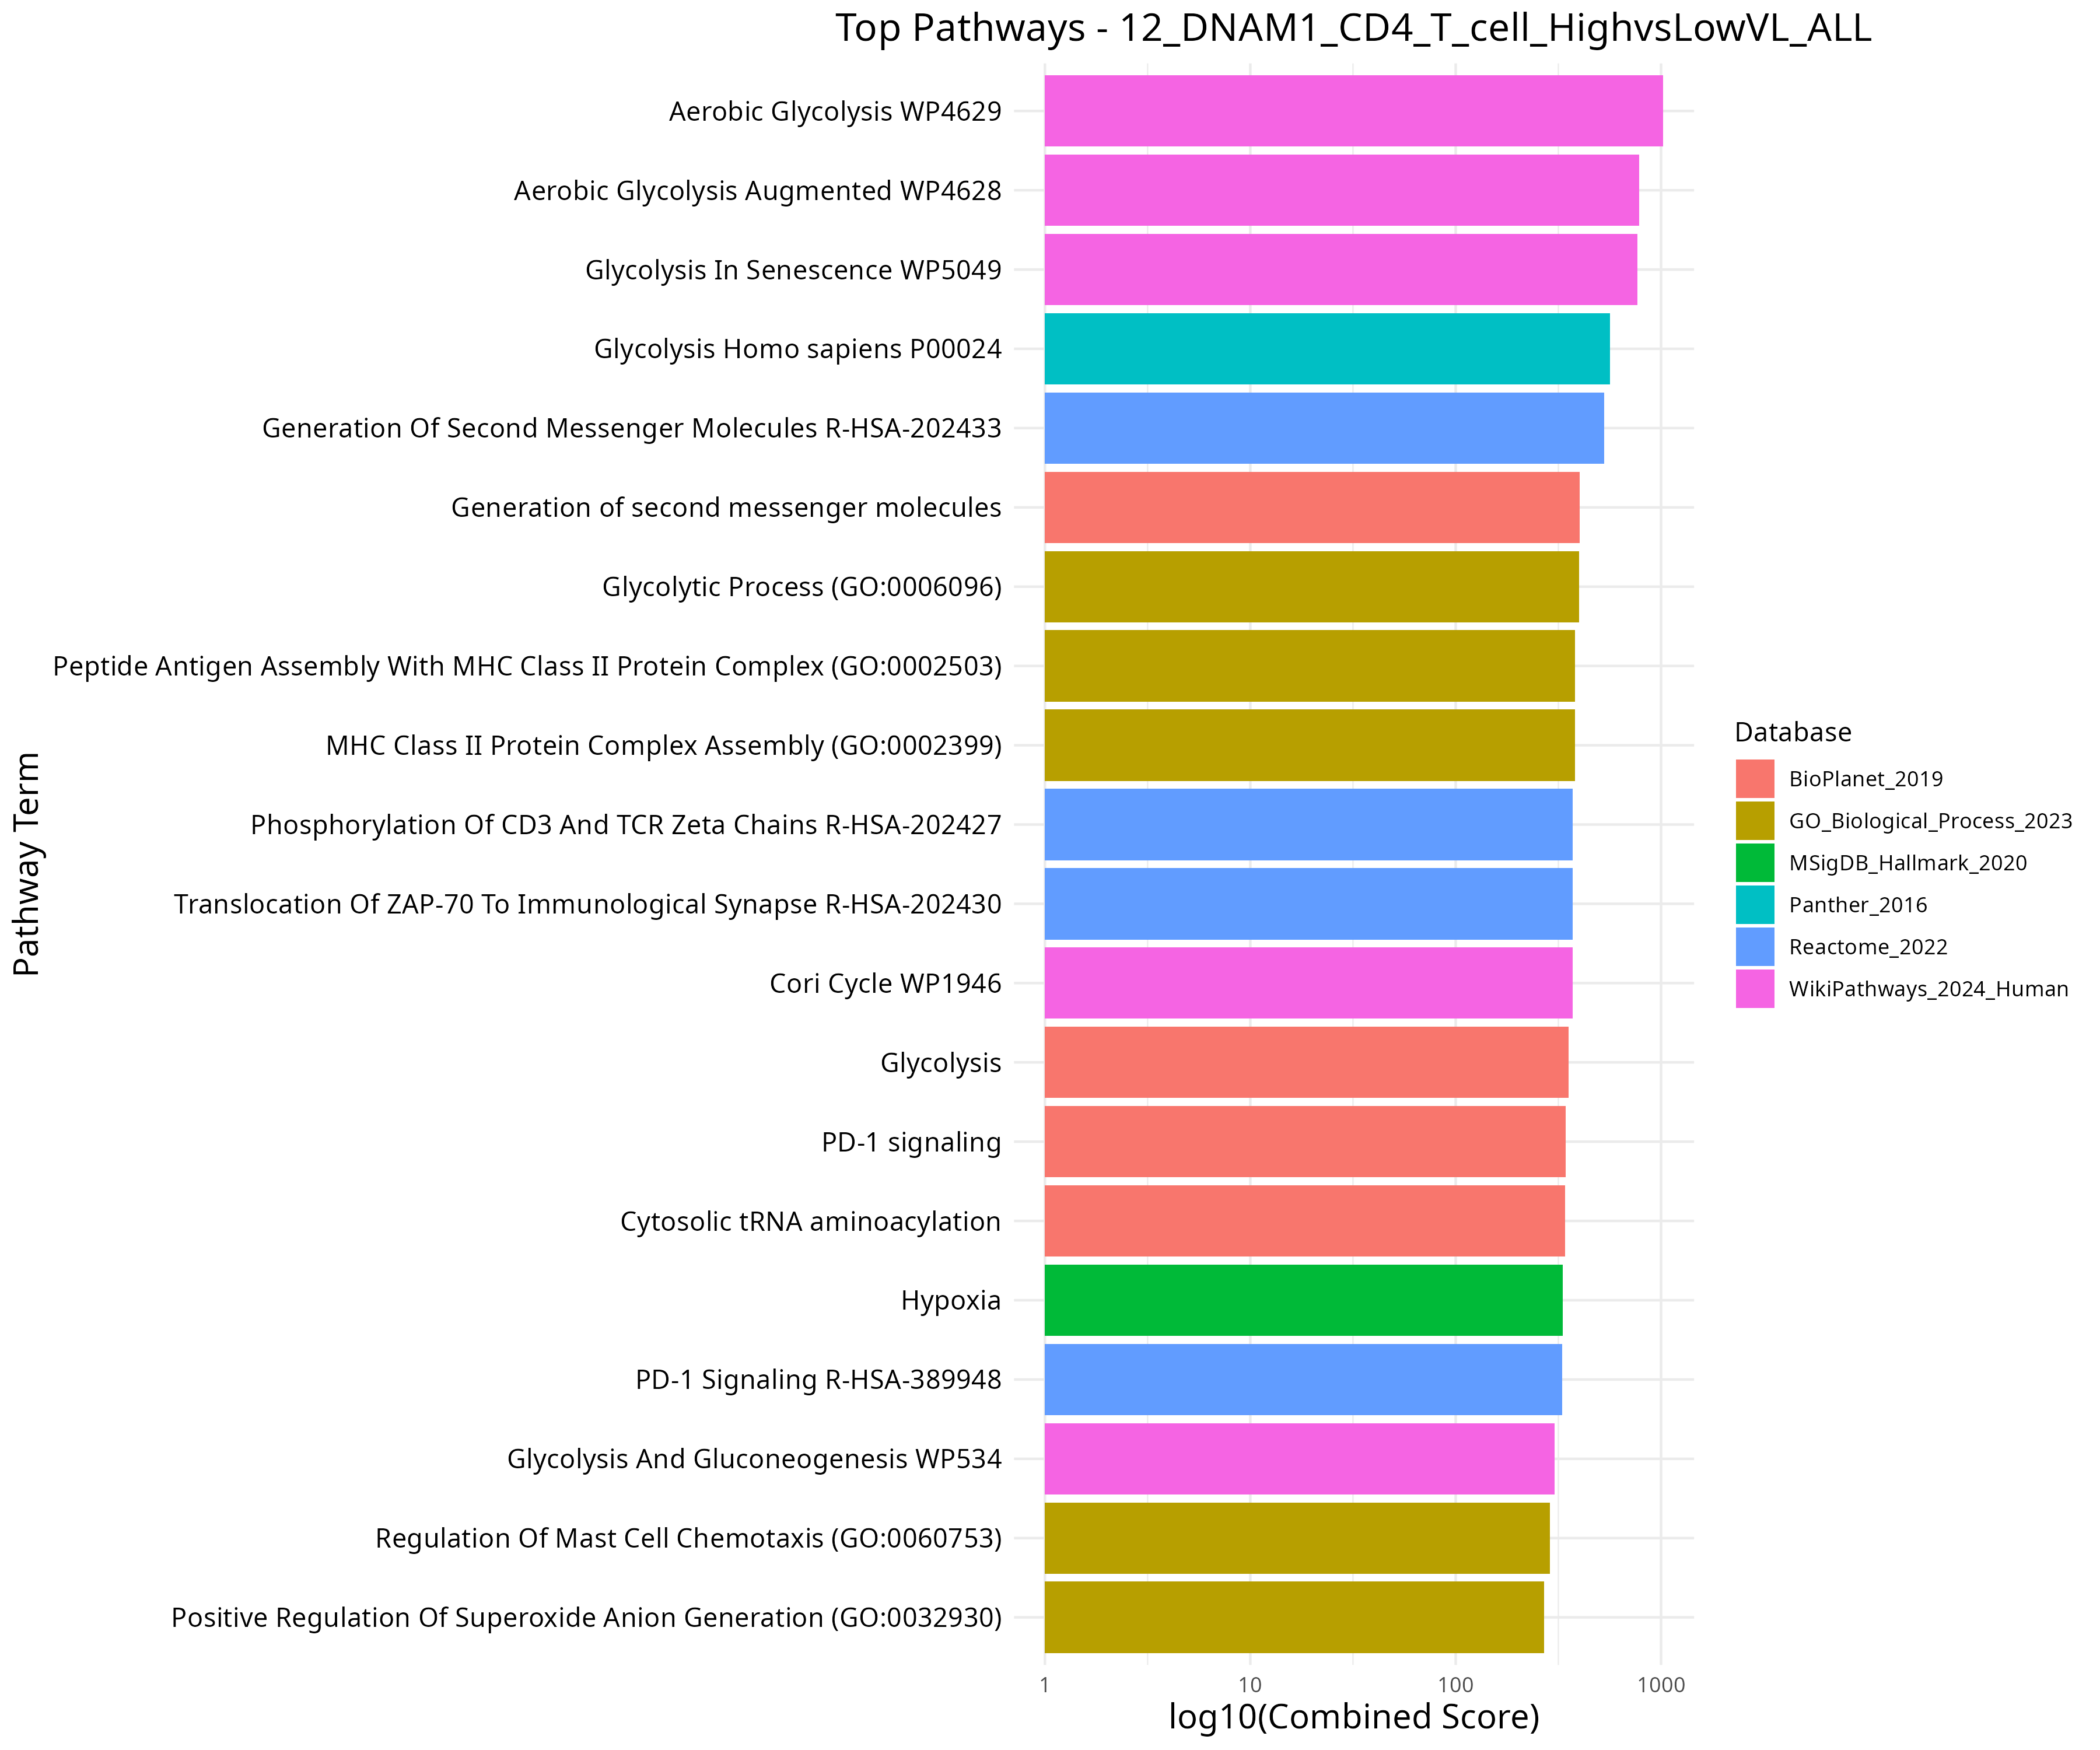 Top Pathways - 12_DNAM1_CD4_T_cell_HighvsLowVL_ALL
Pathway Term
Aerobic Glycolysis WP4629
Aerobic Glycolysis Augmented WP4628
Glycolysis In Senescence WP5049
Glycolysis Homo sapiens P00024
Generation Of Second Messenger Molecules R-HSA-202433
Generation of second messenger molecules
Glycolytic Process (GO:0006096)
Peptide Antigen Assembly With MHC Class II Protein Complex (GO:0002503)
MHC Class II Protein Complex Assembly (GO:0002399)
Phosphorylation Of CD3 And TCR Zeta Chains R-HSA-202427
Translocation Of ZAP-70 To Immunological Synapse R-HSA-202430
Cori Cycle WP1946
Glycolysis
PD-1 signaling
Cytosolic tRNA aminoacylation
Hypoxia
PD-1 Signaling R-HSA-389948
Glycolysis And Gluconeogenesis WP534
Regulation Of Mast Cell Chemotaxis (GO:0060753)
Positive Regulation Of Superoxide Anion Generation (GO:0032930)
1 10 100 1000
log10(Combined Score)
Database
BioPlanet_2019
GO_Biological_Process_2023
MSigDB_Hallmark_2020
Panther_2016
Reactome_2022
WikiPathways_2024_Human